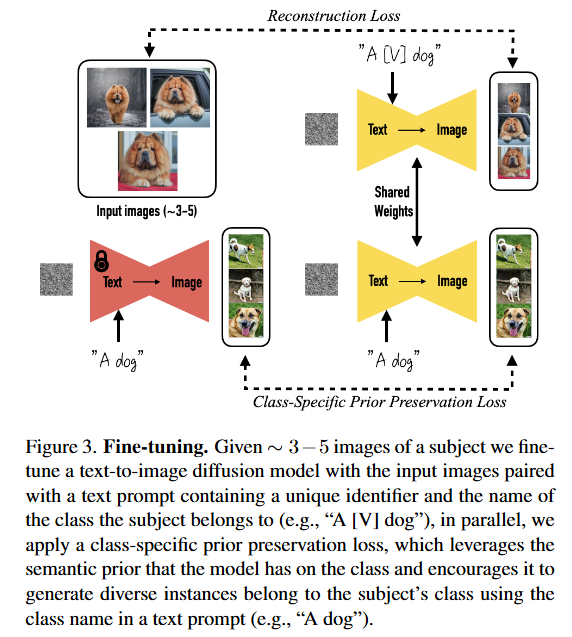 Reconstruction Loss
"A [V] dog"
Text
Image
Input images (~3–5)
Shared
Weights
Text
Image
Text
Image
"A dog"
"A dog"
Class-Specific Prior Preservation Loss
Figure 3. Fine-tuning. Given ∼ 3−5 images of a subject we fine-
tune a text-to-image diffusion model with the input images paired
with a text prompt containing a unique identifier and the name of
the class the subject belongs to (e.g., “A [V] dog”), in parallel, we
apply a class-specific prior preservation loss, which leverages the
semantic prior that the model has on the class and encourages it to
generate diverse instances belong to the subject’s class using the
class name in a text prompt (e.g., “A dog”).